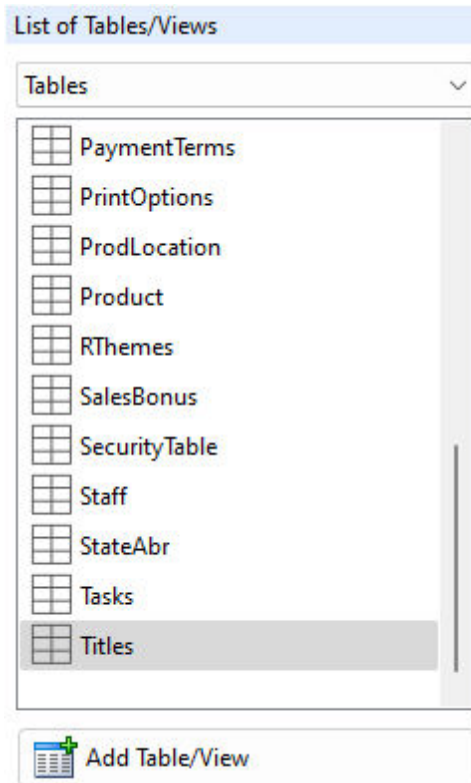 List of Tables/Views
Tables
PaymentTerms
PrintOptions
ProdLocation
Product
RThemes
SalesBonus
SecurityTable
Staff
StateAbr
Tasks
Titles
Add Table/View